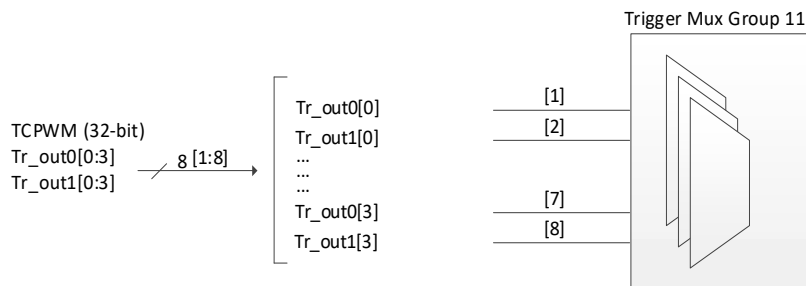 Trigger Mux Group 11
TCPWM (32-bit)
Tr_out0[0:3]
Tr_out1[0:3]
8 [1:8]
Tr_out0[0]
Tr_out1[0]
...
...
...
Tr_out0[3]
Tr_out1[3]
[1]
[2]
[7]
[8]